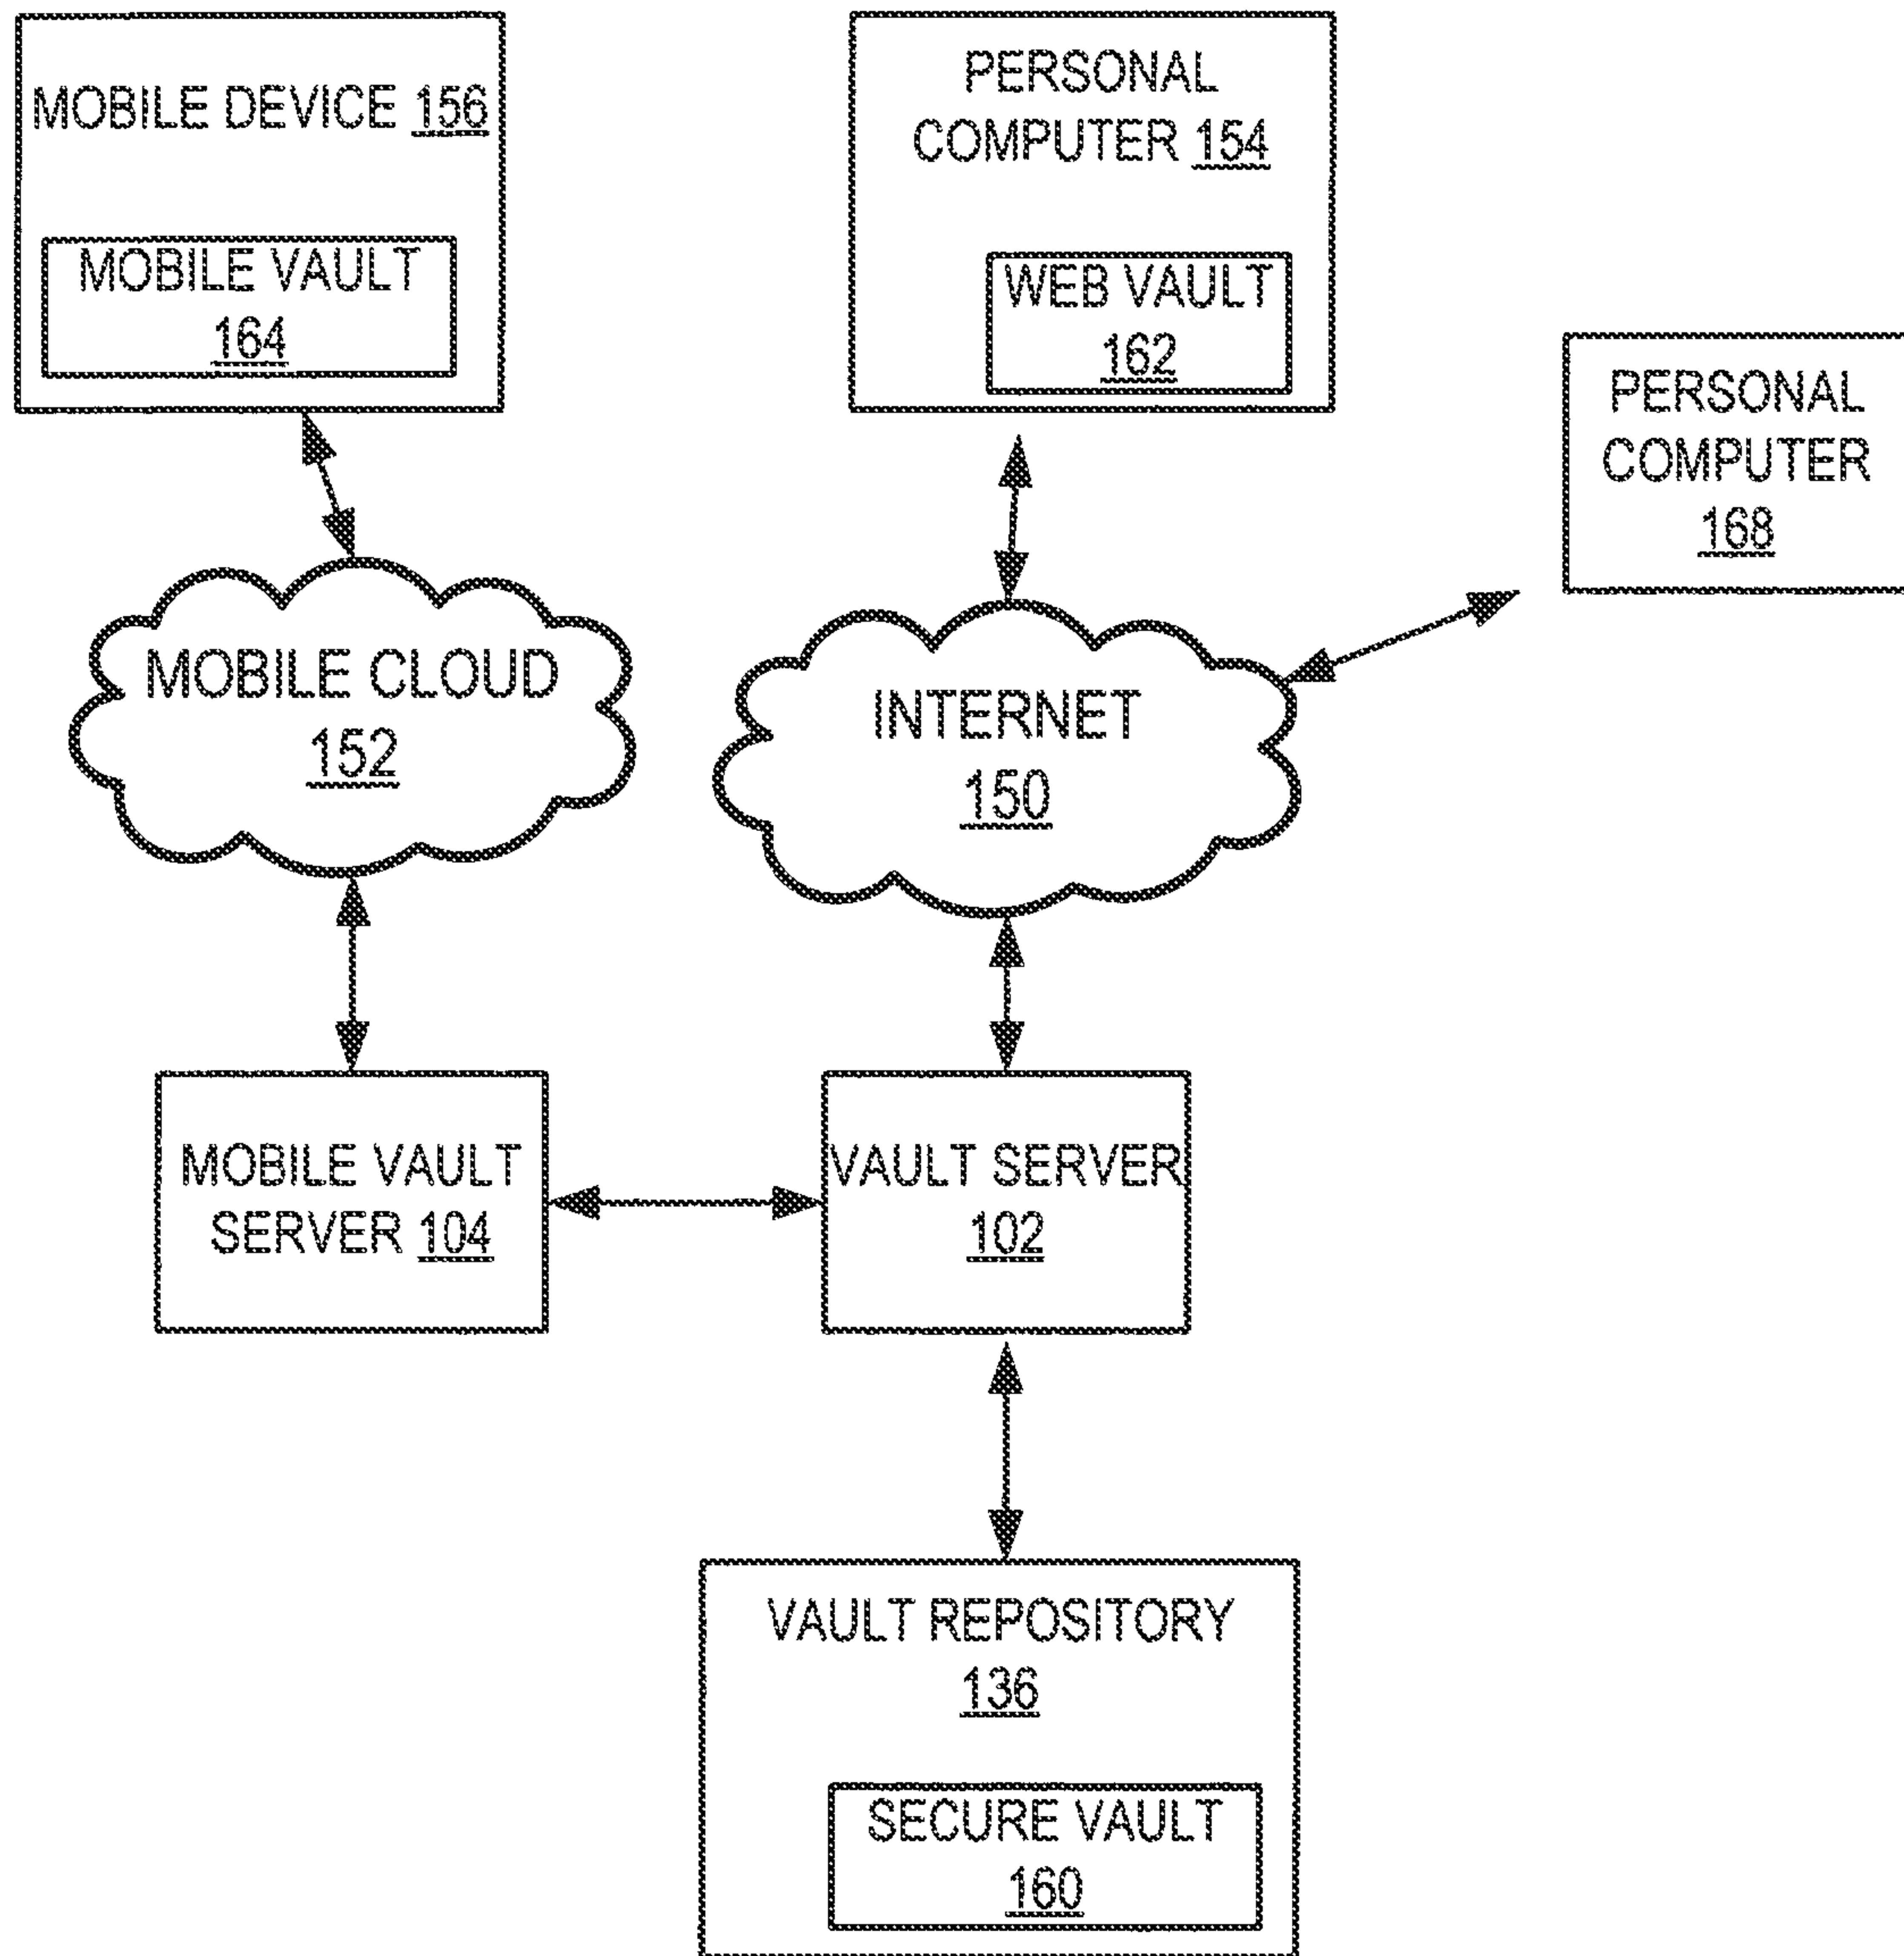 MOBILE DEVICE 156
MOBILE VAULT
164
PERSONAL
COMPUTER 154
WEB VAULT
162
PERSONAL
COMPUTER
168
MOBILE CLOUD
152
INTERNET
150
MOBILE VAULT
SERVER 104
VAULT SERVER
102
VAULT REPOSITORY
136
SECURE VAULT
160